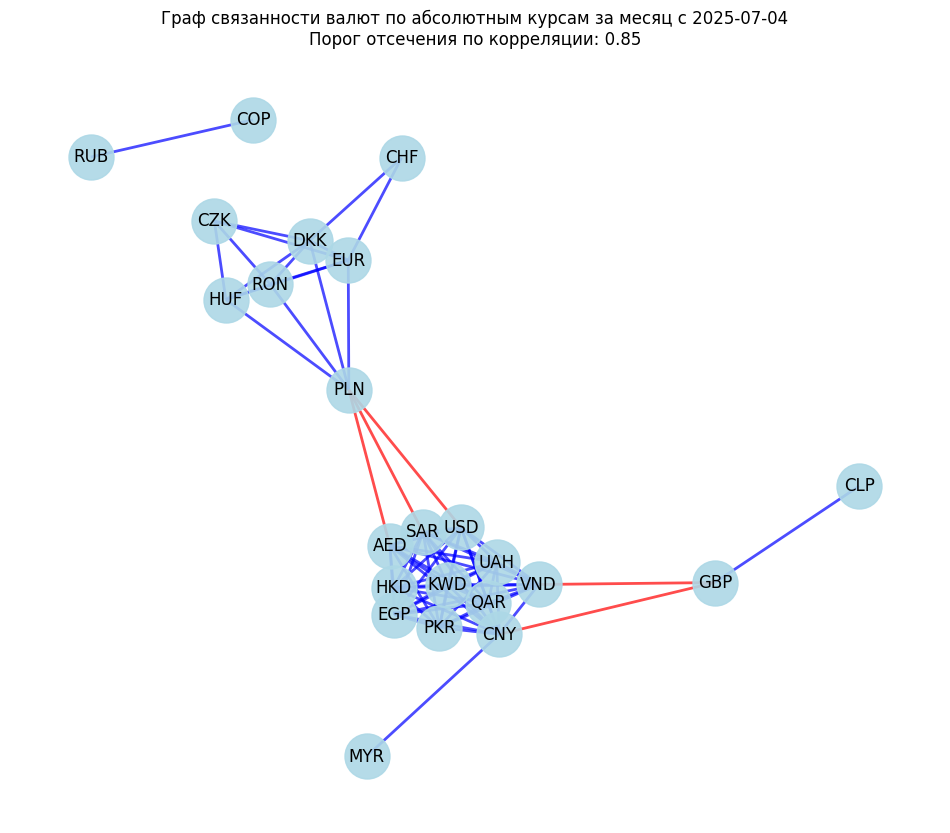 Граф связанности валют по абсолютным курсам за месяц с 2025-07-04
Порог отсечения по корреляции: 0.85
COP
RUB
CHF
CZK
DKK
EUR
RON
HUF
PLN
CLP
USD
SAR
AED
UAH
HKD
KWD
VND
GBP
QAR
EGP
PKR
CNY
MYR